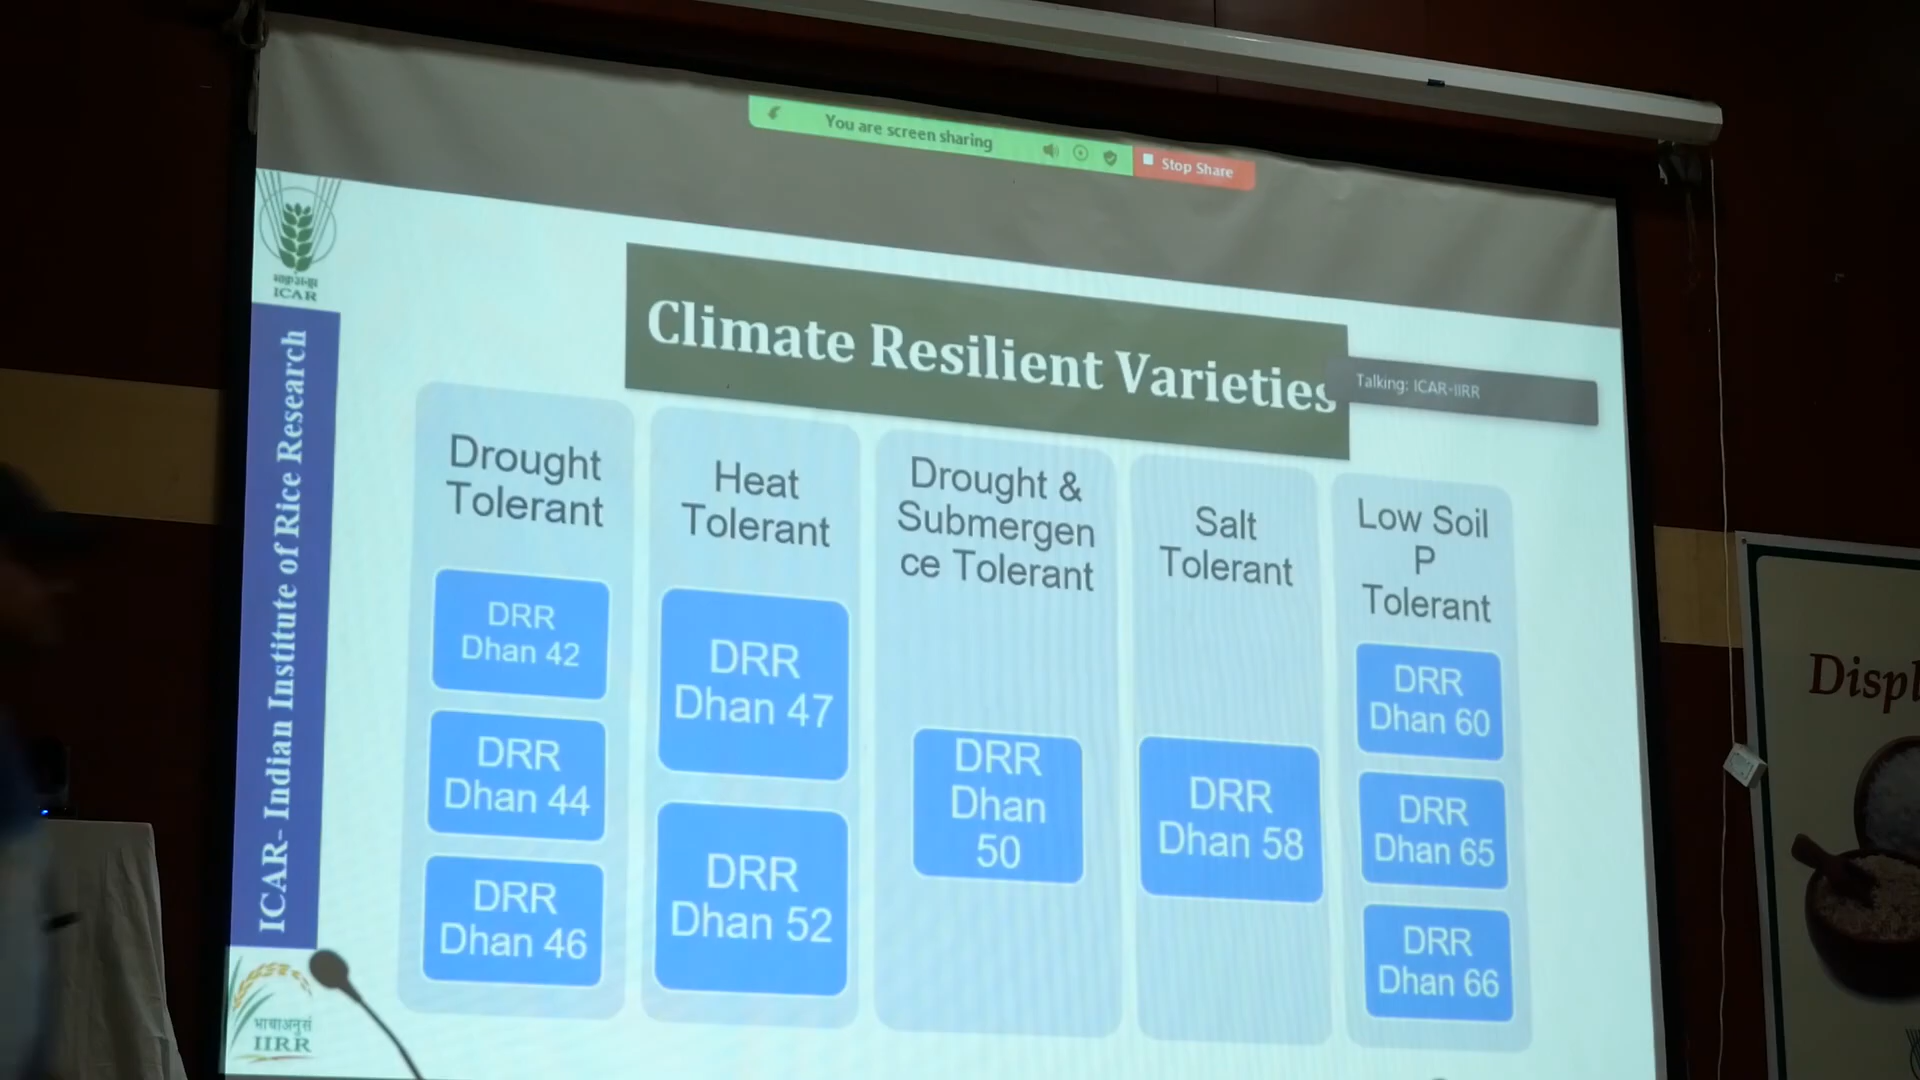 You are screen sharing
Stop Share
ICAR
ICAR- Indian Institute of Rice Research
Climate Resilient Varieties
Talking: ICAR-IIRR
Drought
Tolerant
DRR
Dhan 42
DRR
Dhan 44
DRR
Dhan 46
Heat
Tolerant
DRR
Dhan 47
DRR
Dhan 52
Drought &
Submergen
ce Tolerant
DRR
Dhan
50
Salt
Tolerant
DRR
Dhan 58
Low Soil
P
Tolerant
DRR
Dhan 60
DRR
Dhan 65
DRR
Dhan 66
IIRR
Displ